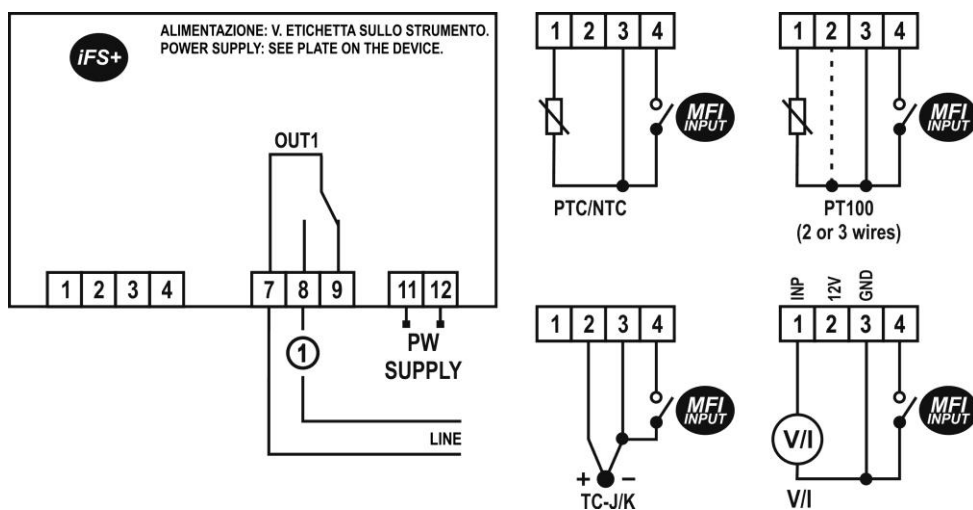 iFS+
ALIMENTAZIONE: V. ETICHETTA SULLO STRUMENTO.
POWER SUPPLY: SEE PLATE ON THE DEVICE.
OUT1
1 2 3 4
7 8 9
11 12
1
PW
SUPPLY
LINE
1 2 3 4
MFI
INPUT
PTC/NTC
1 2 3 4
MFI
INPUT
PT100
(2 or 3 wires)
1 2 3 4
MFI
INPUT
+ −
TC-J/K
INP 12V GND
1 2 3 4
MFI
INPUT
V/I
V/I